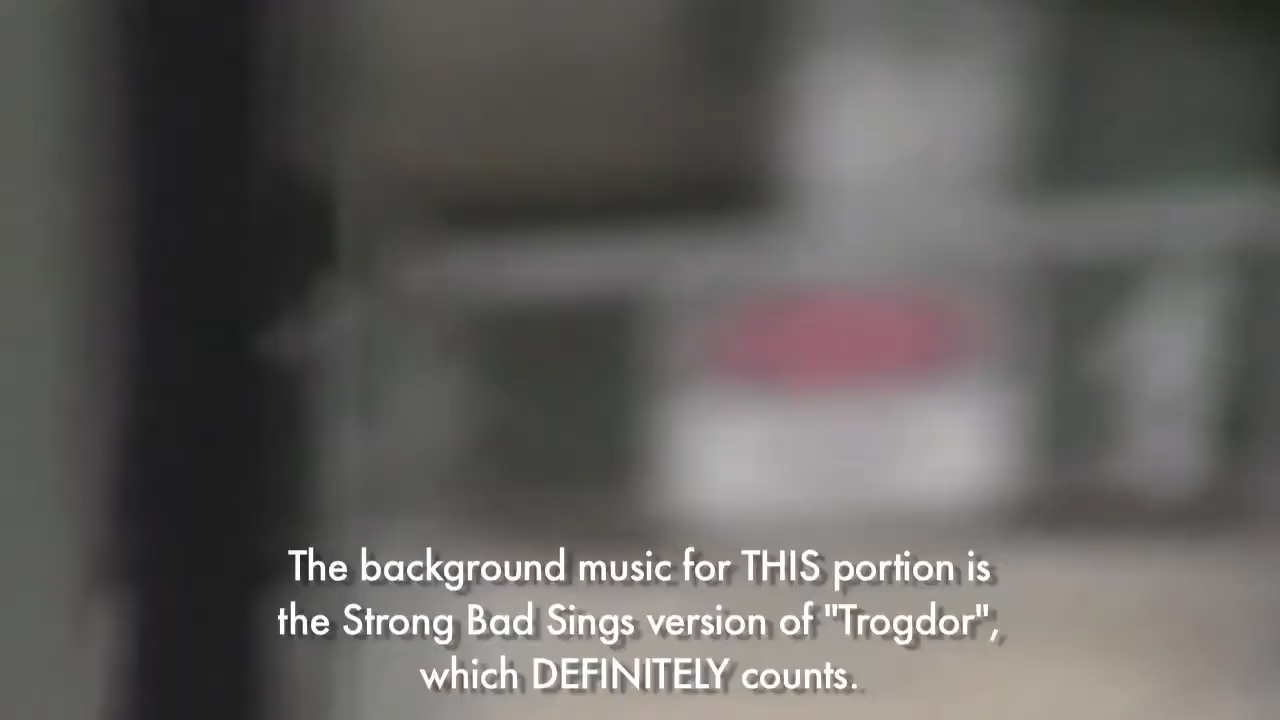 The background music for THIS portion is
the Strong Bad Sings version of "Trogdor",
which DEFINITELY counts.